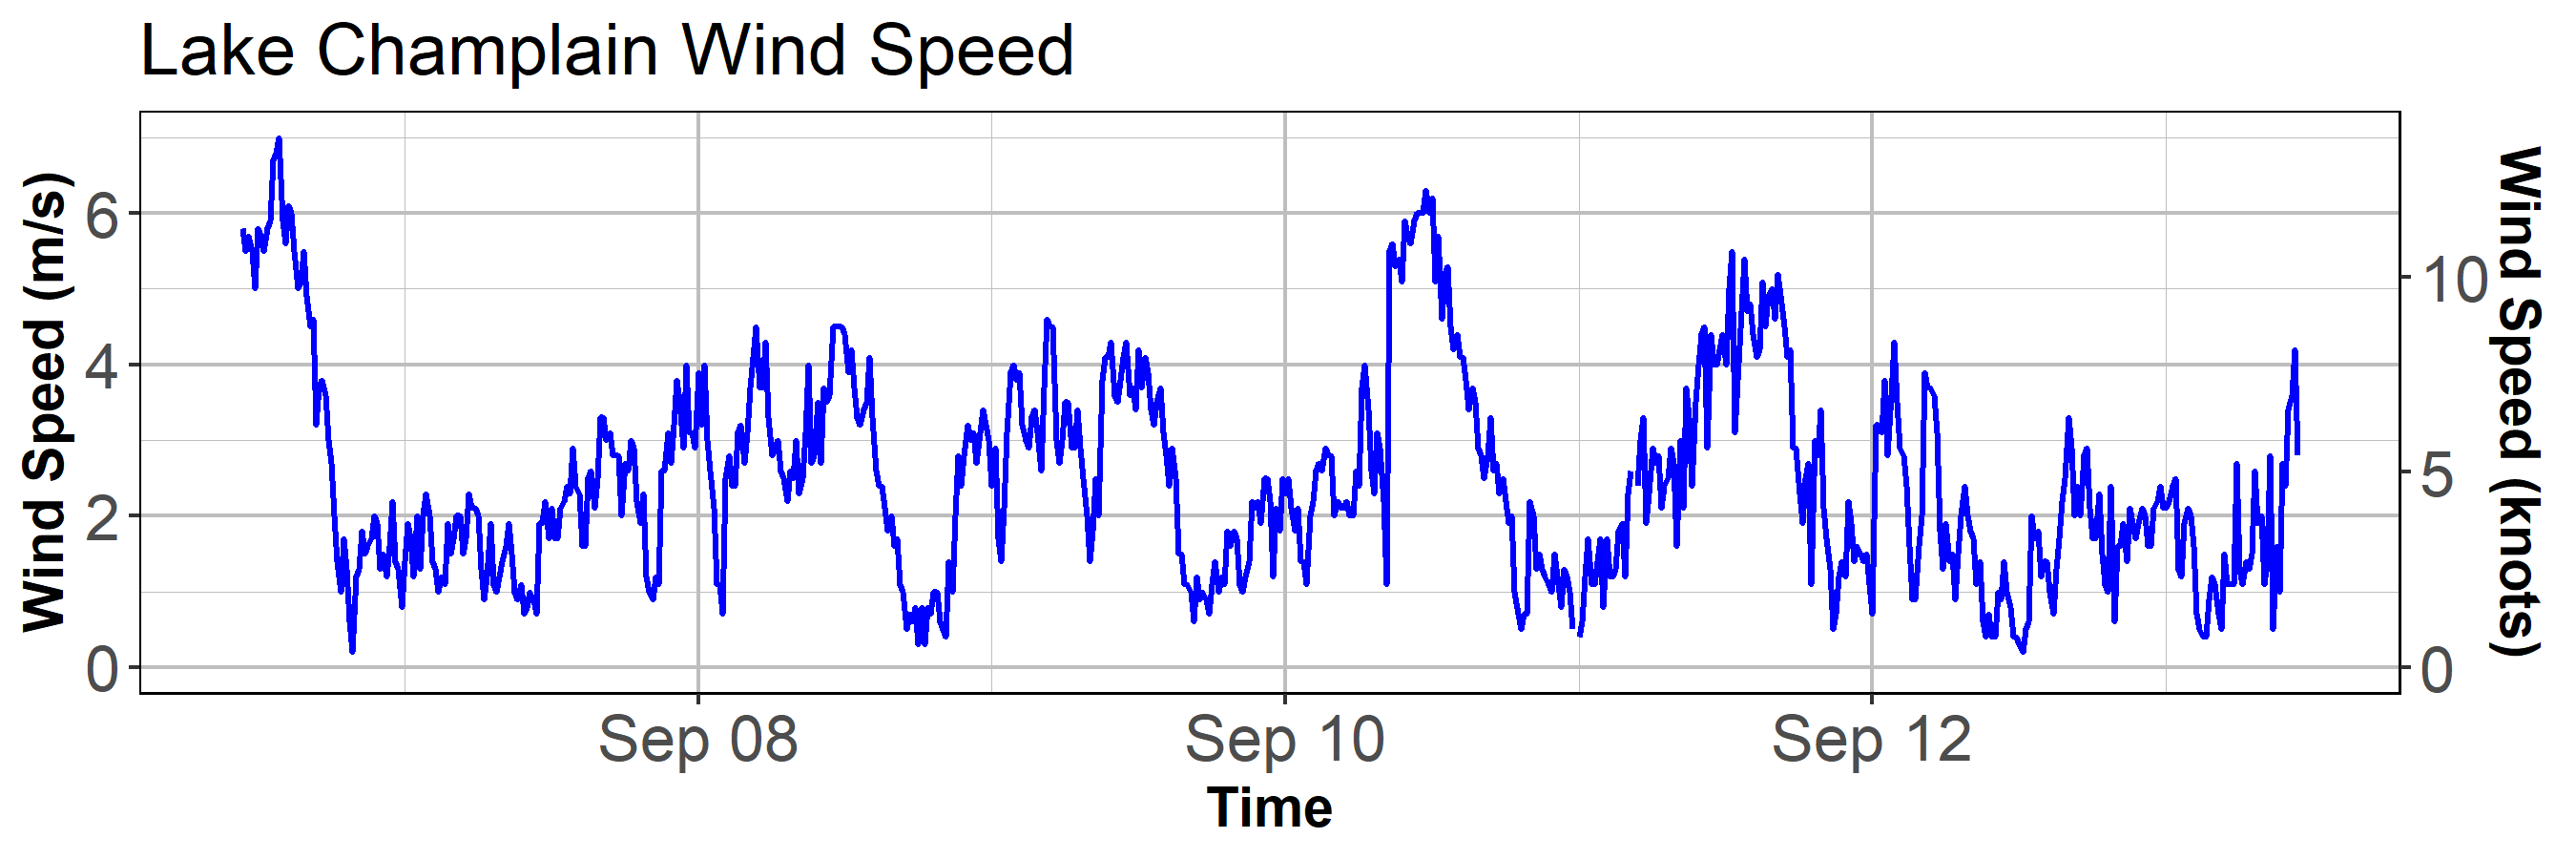 Lake Champlain Wind Speed
Wind Speed (m/s)
6
4
2
0
Wind Speed (knots)
10
5
0
Sep 08
Sep 10
Sep 12
Time